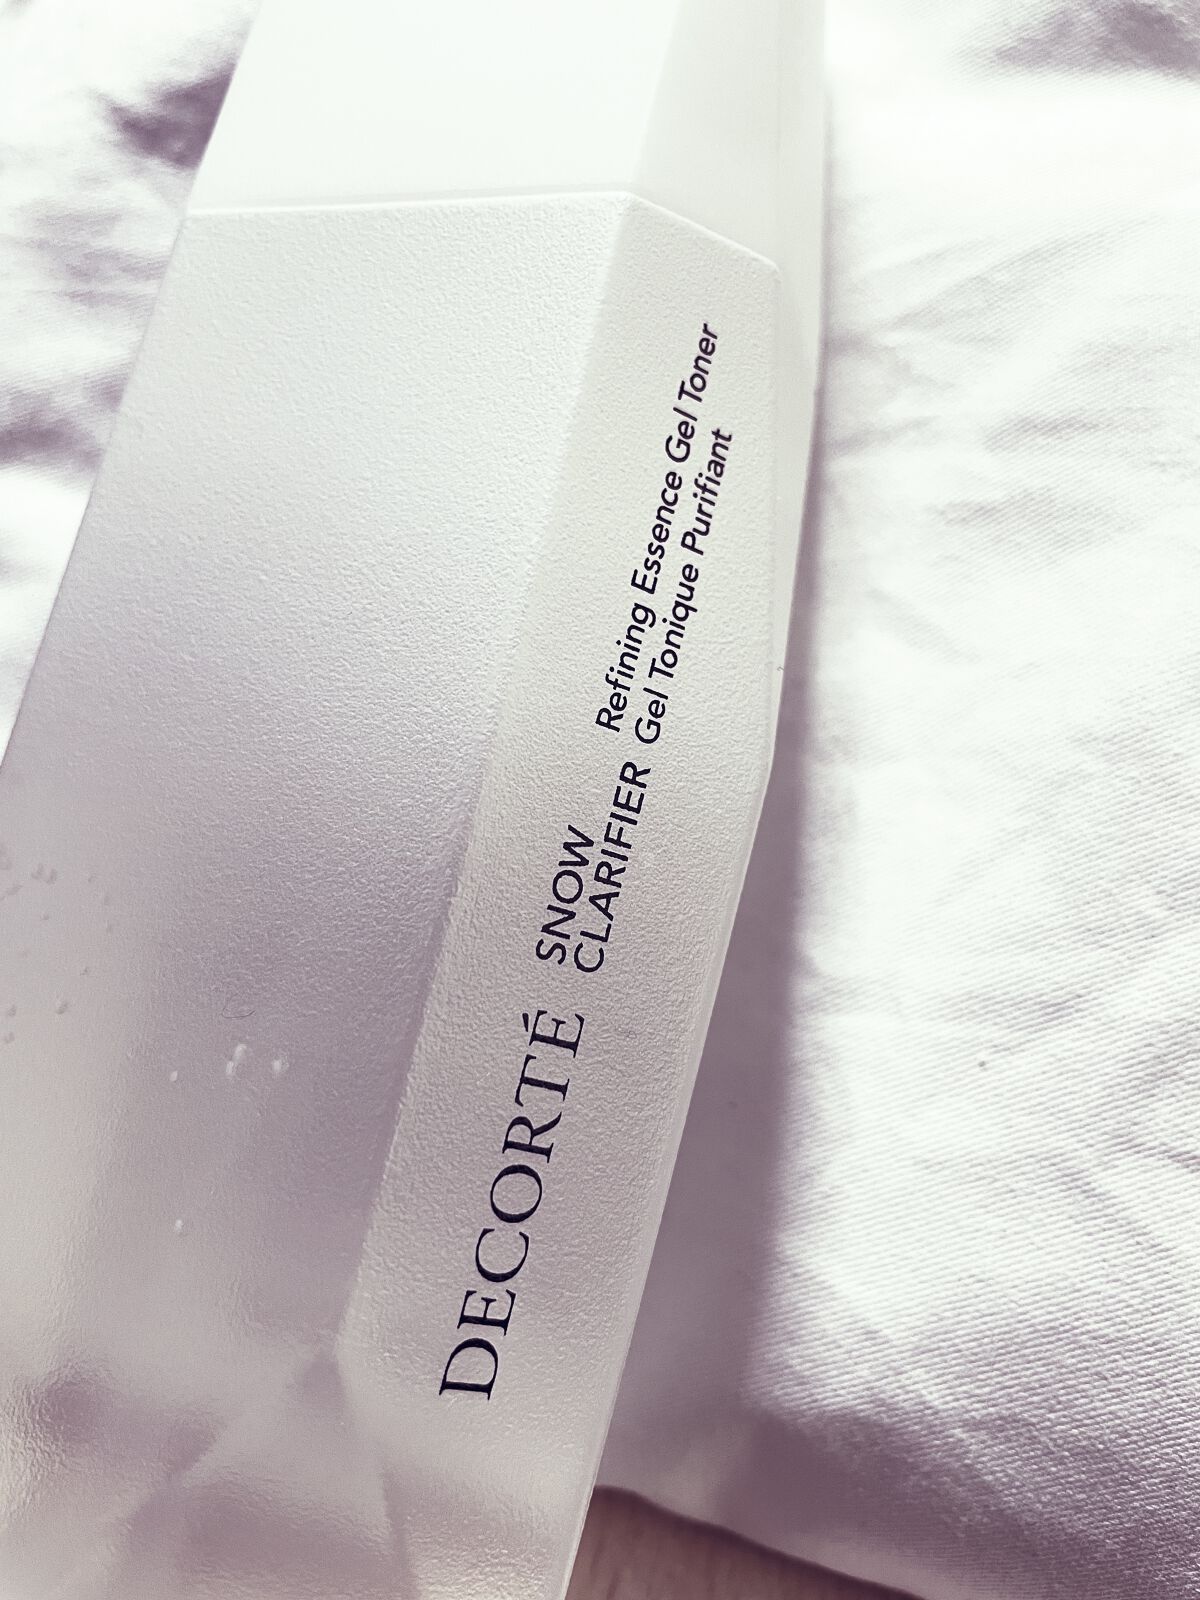 DECORTÉ
SNOW
CLARIFIER
Refining Essence Gel Toner
Gel Tonique Purifiant